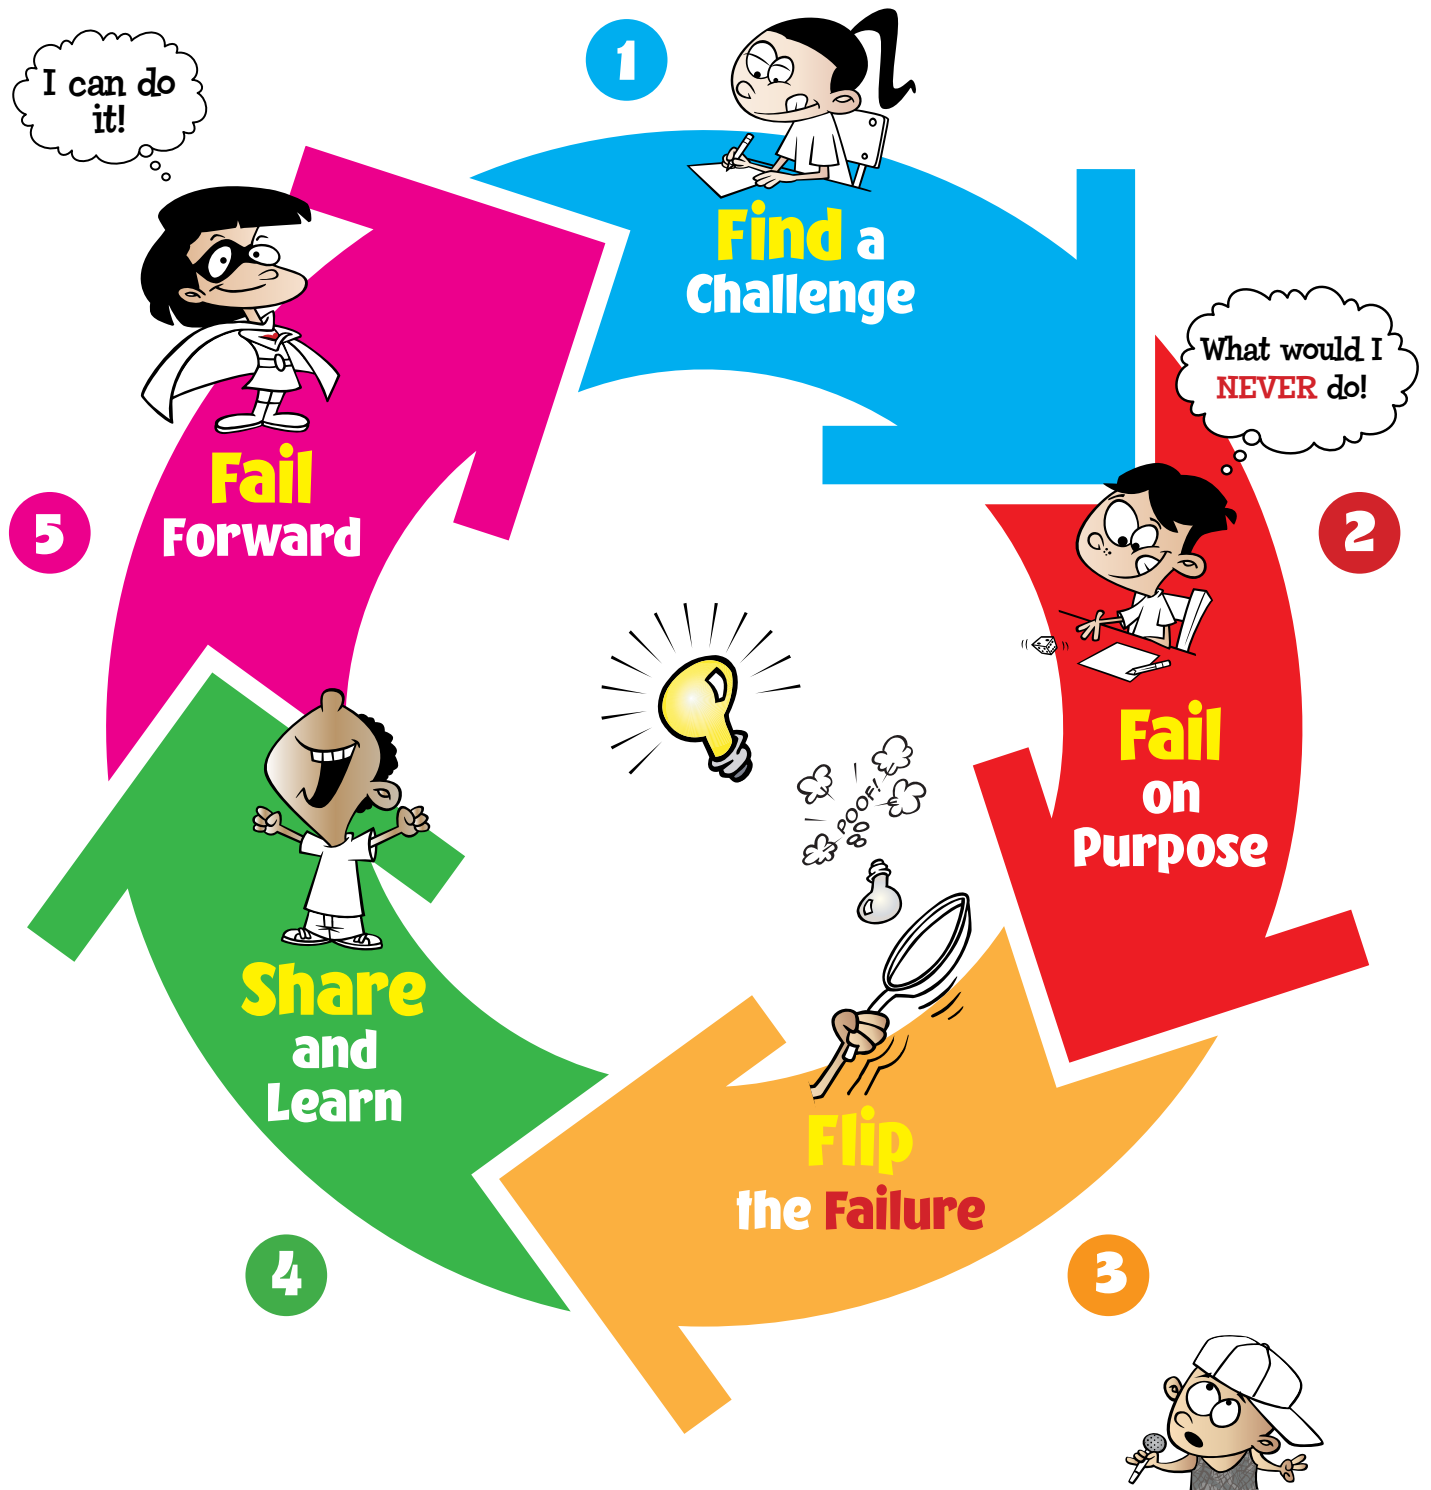 1
Find a
Challenge
What would I
NEVER do!
2
Fail
on
Purpose
POOF!
Flip
the Failure
3
Share
and
Learn
4
I can do
it!
Fail
Forward
5